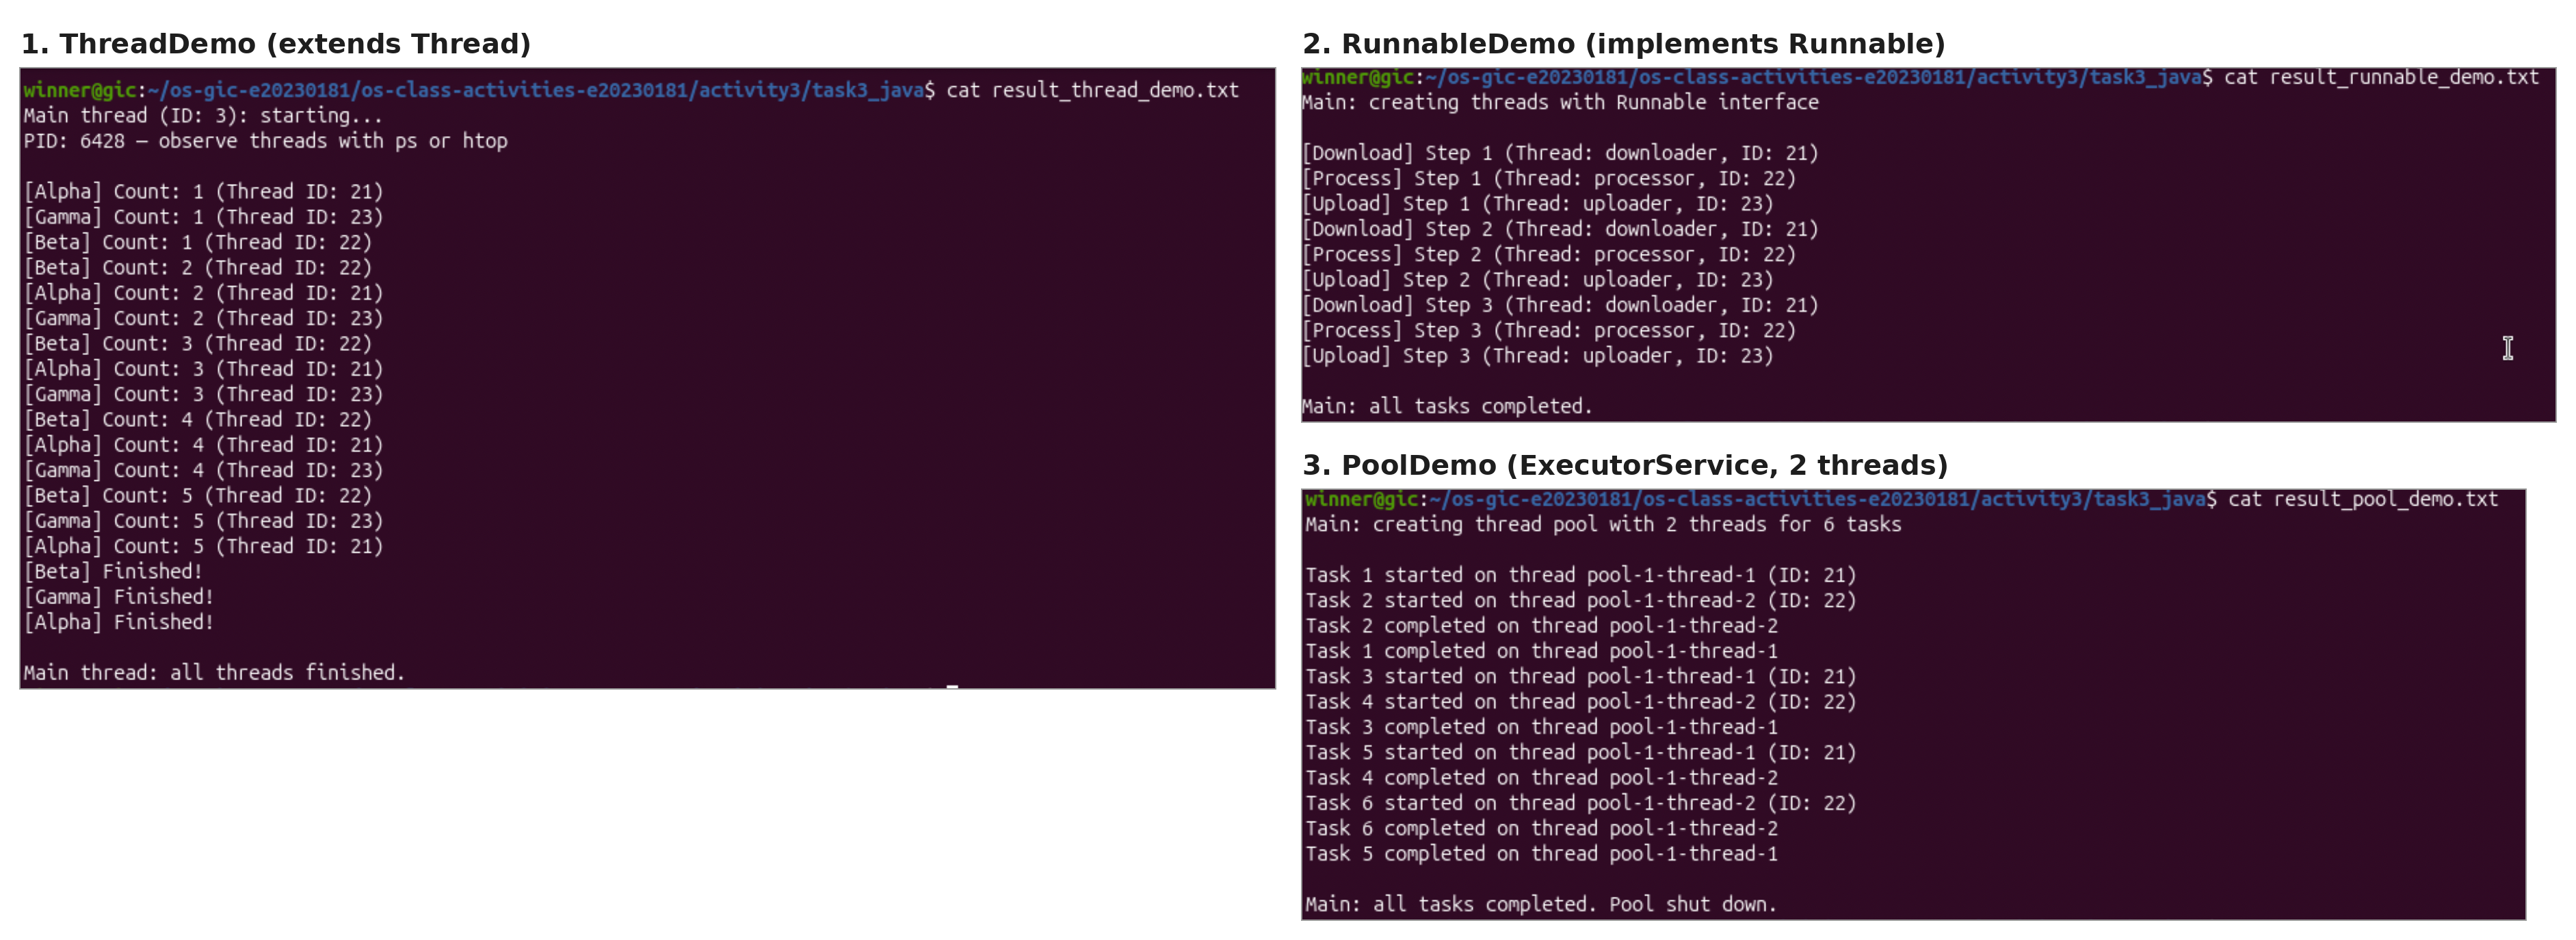 1. ThreadDemo (extends Thread)
winner@gic:~/os-gic-e20230181/os-class-activities-e20230181/activity3/task3_java$ cat result_thread_demo.txt
Main thread (ID: 3): starting...
PID: 6428 — observe threads with ps or htop
[Alpha] Count: 1 (Thread ID: 21)
[Gamma] Count: 1 (Thread ID: 23)
[Beta] Count: 1 (Thread ID: 22)
[Beta] Count: 2 (Thread ID: 22)
[Alpha] Count: 2 (Thread ID: 21)
[Gamma] Count: 2 (Thread ID: 23)
[Beta] Count: 3 (Thread ID: 22)
[Alpha] Count: 3 (Thread ID: 21)
[Gamma] Count: 3 (Thread ID: 23)
[Beta] Count: 4 (Thread ID: 22)
[Alpha] Count: 4 (Thread ID: 21)
[Gamma] Count: 4 (Thread ID: 23)
[Beta] Count: 5 (Thread ID: 22)
[Gamma] Count: 5 (Thread ID: 23)
[Alpha] Count: 5 (Thread ID: 21)
[Beta] Finished!
[Gamma] Finished!
[Alpha] Finished!
Main thread: all threads finished.
2. RunnableDemo (implements Runnable)
winner@gic:~/os-gic-e20230181/os-class-activities-e20230181/activity3/task3_java$ cat result_runnable_demo.txt
Main: creating threads with Runnable interface
[Download] Step 1 (Thread: downloader, ID: 21)
[Process] Step 1 (Thread: processor, ID: 22)
[Upload] Step 1 (Thread: uploader, ID: 23)
[Download] Step 2 (Thread: downloader, ID: 21)
[Process] Step 2 (Thread: processor, ID: 22)
[Upload] Step 2 (Thread: uploader, ID: 23)
[Download] Step 3 (Thread: downloader, ID: 21)
[Process] Step 3 (Thread: processor, ID: 22)
[Upload] Step 3 (Thread: uploader, ID: 23)
Main: all tasks completed.
3. PoolDemo (ExecutorService, 2 threads)
winner@gic:~/os-gic-e20230181/os-class-activities-e20230181/activity3/task3_java$ cat result_pool_demo.txt
Main: creating thread pool with 2 threads for 6 tasks
Task 1 started on thread pool-1-thread-1 (ID: 21)
Task 2 started on thread pool-1-thread-2 (ID: 22)
Task 2 completed on thread pool-1-thread-2
Task 1 completed on thread pool-1-thread-1
Task 3 started on thread pool-1-thread-1 (ID: 21)
Task 4 started on thread pool-1-thread-2 (ID: 22)
Task 3 completed on thread pool-1-thread-1
Task 5 started on thread pool-1-thread-1 (ID: 21)
Task 4 completed on thread pool-1-thread-2
Task 6 started on thread pool-1-thread-2 (ID: 22)
Task 6 completed on thread pool-1-thread-2
Task 5 completed on thread pool-1-thread-1
Main: all tasks completed. Pool shut down.